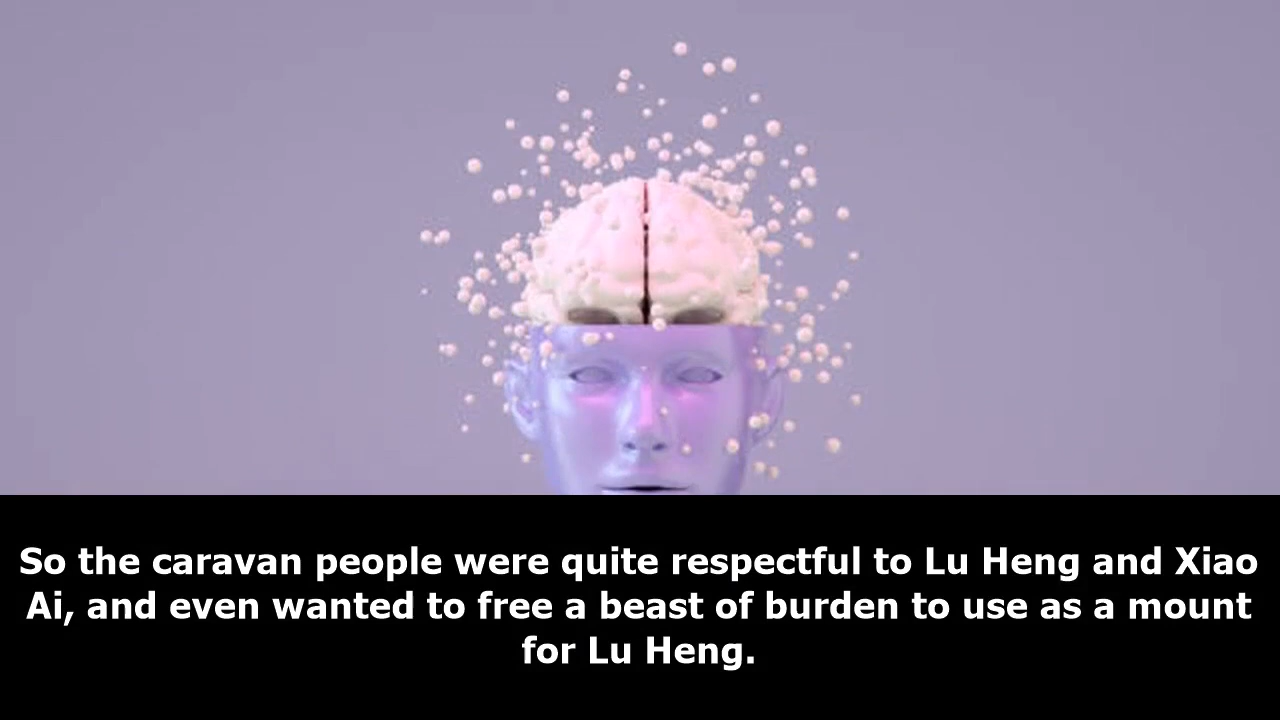 So the caravan people were quite respectful to Lu Heng and Xiao
Ai, and even wanted to free a beast of burden to use as a mount
for Lu Heng.